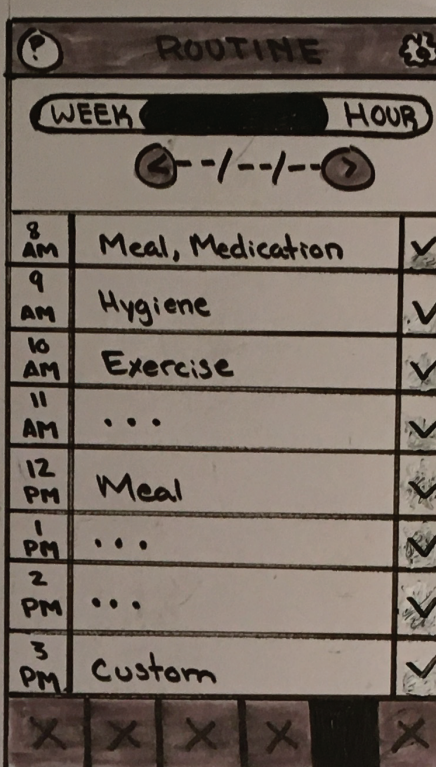 ?
ROUTINE
WEEK HOUR
< --/--/-- >
8 AM Meal, Medication
9 AM Hygiene
10 AM Exercise
11 AM ...
12 PM Meal
1 PM ...
2 PM ...
3 PM Custom
X X X X X